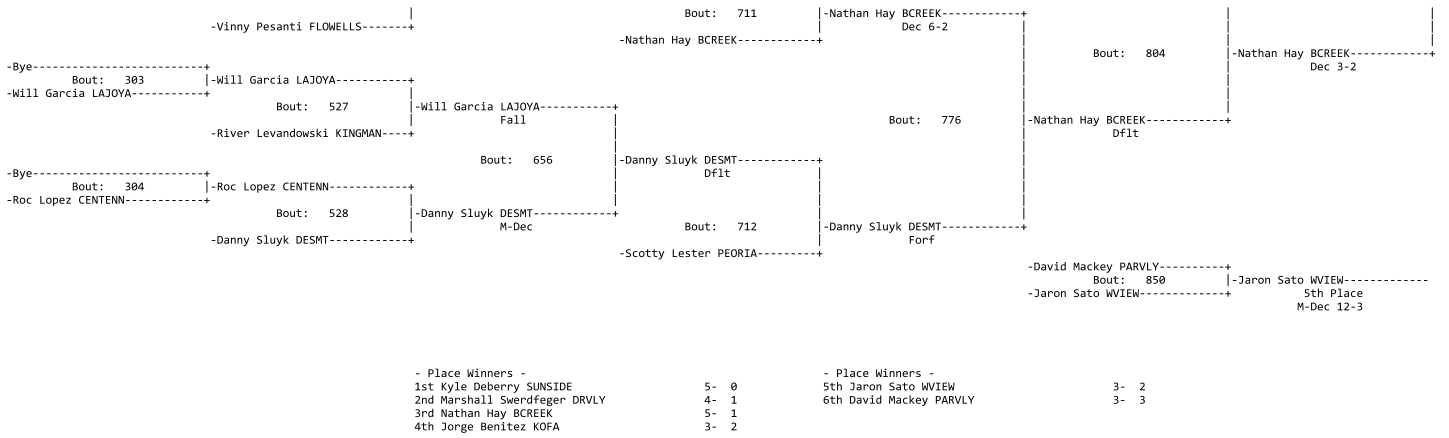 Bout: 711 |-Nathan Hay BCREEK-------------+
-Vinny Pesanti FLOWELLS-------+ Dec 6-2
-Nathan Hay BCREEK------------+
Bout: 804 |-Nathan Hay BCREEK-------------+
-Bye--------------------------+ Dec 3-2
Bout: 303 |-Will Garcia LAJOYA-----------+
-Will Garcia LAJOYA-----------+
Bout: 527 |-Will Garcia LAJOYA-----------+
Fall Bout: 776 |-Nathan Hay BCREEK------------+
-River Levandowski KINGMAN----+ Dflt
Bout: 656 |-Danny Sluyk DESMT------------+
-Bye--------------------------+ Dflt
Bout: 304 |-Roc Lopez CENTENN------------+
-Roc Lopez CENTENN------------+
Bout: 528 |-Danny Sluyk DESMT------------+
M-Dec Bout: 712 |-Danny Sluyk DESMT------------+
-Danny Sluyk DESMT------------+ Forf
-Scotty Lester PEORIA---------+
-David Mackey PARVLY----------+
Bout: 850 |-Jaron Sato WVIEW-------------
-Jaron Sato WVIEW-------------+ 5th Place
M-Dec 12-3
- Place Winners - - Place Winners -
1st Kyle Deberry SUNSIDE 5- 0 5th Jaron Sato WVIEW 3- 2
2nd Marshall Swerdfeger DRVLY 4- 1 6th David Mackey PARVLY 3- 3
3rd Nathan Hay BCREEK 5- 1
4th Jorge Benitez KOFA 3- 2